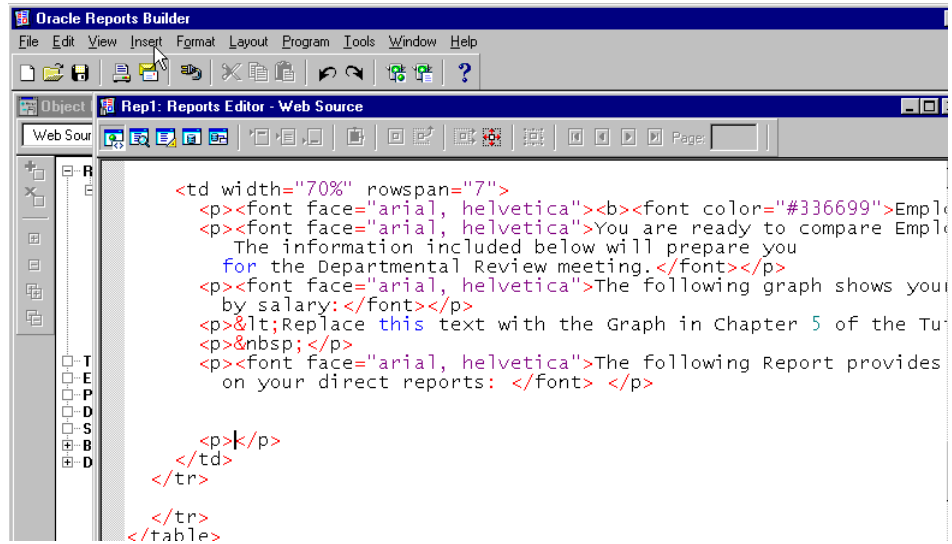 Oracle Reports Builder
File Edit View Insert Format Layout Program Tools Window Help
Object
Rep1: Reports Editor - Web Source
Web Sour
Page:
R
<td width="70%" rowspan="7">
<p><font face="arial, helvetica"><b><font color="#336699">Empl
<p><font face="arial, helvetica">You are ready to compare Empl
The information included below will prepare you
for the Departmental Review meeting.</font></p>
<p><font face="arial, helvetica">The following graph shows your
by salary:</font></p>
<p>&lt;Replace this text with the Graph in Chapter 5 of the Tu
<p>&nbsp;</p>
<p><font face="arial, helvetica">The following Report provides
on your direct reports: </font> </p>
T
E
P
D
S
B
D
<p></p>
</td>
</tr>
</tr>
</table>